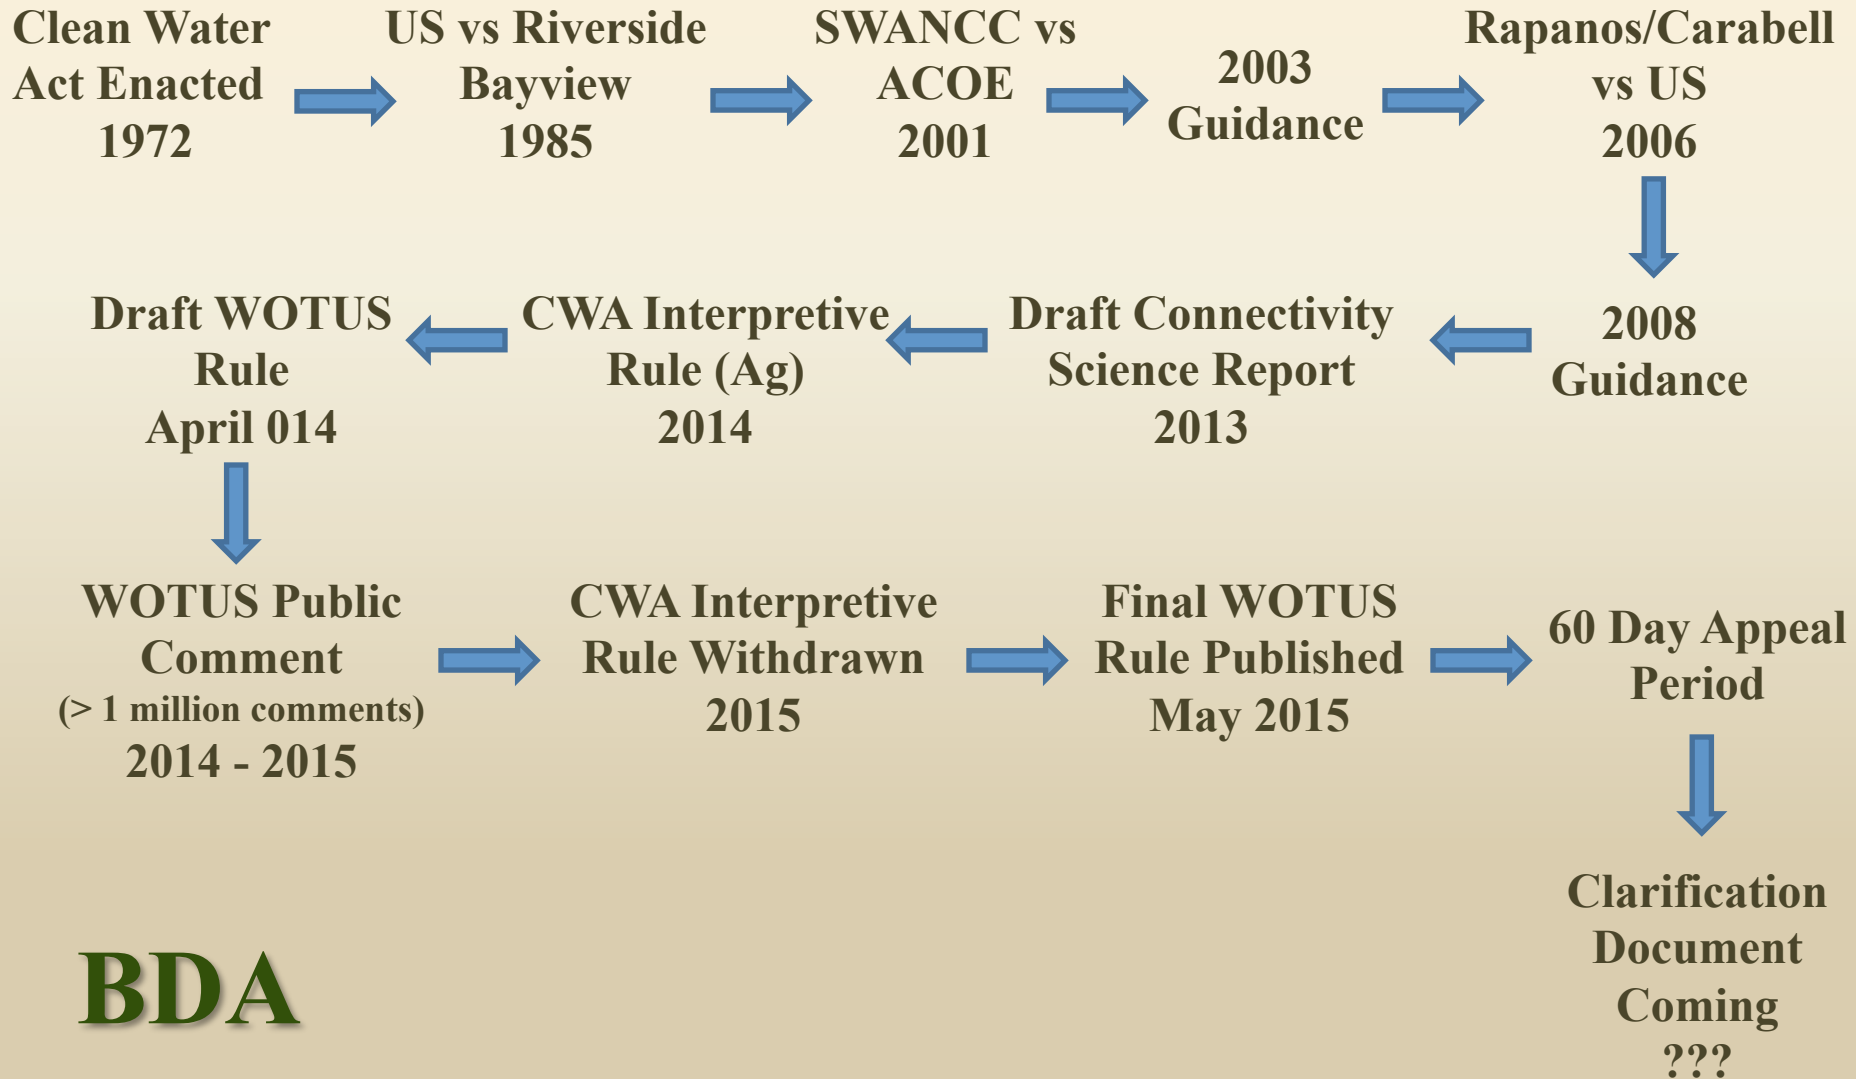 Clean Water
Act Enacted
1972
US vs Riverside
Bayview
1985
SWANCC vs
ACOE
2001
2003
Guidance
Rapanos/Carabell
vs US
2006
2008
Guidance
Draft Connectivity
Science Report
2013
CWA Interpretive
Rule (Ag)
2014
Draft WOTUS
Rule
April 014
WOTUS Public
Comment
(> 1 million comments)
2014 - 2015
CWA Interpretive
Rule Withdrawn
2015
Final WOTUS
Rule Published
May 2015
60 Day Appeal
Period
Clarification
Document
Coming
???
BDA